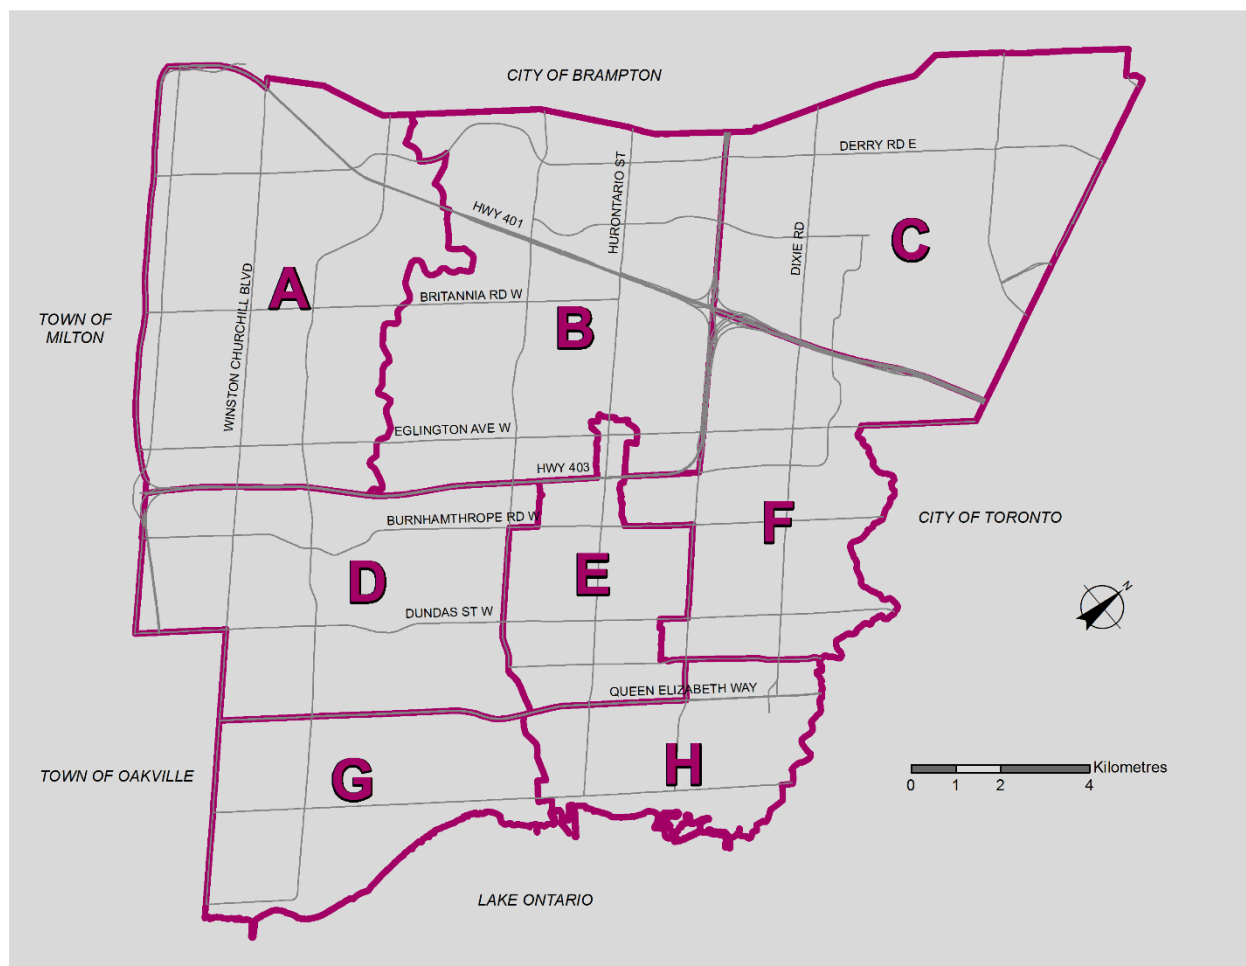 CITY OF BRAMPTON
DERRY RD E
HURONTARIO ST
HWY 401
C
DIXIE RD
WINSTON CHURCHILL BLVD
A
BRITANNIA RD W
TOWN OF
MILTON
B
EGLINGTON AVE W
HWY 403
BURNHAMTHROPE RD W
F
CITY OF TORONTO
D
E
N
DUNDAS ST W
QUEEN ELIZABETH WAY
TOWN OF OAKVILLE
G
H
Kilometres
0 1 2 4
LAKE ONTARIO